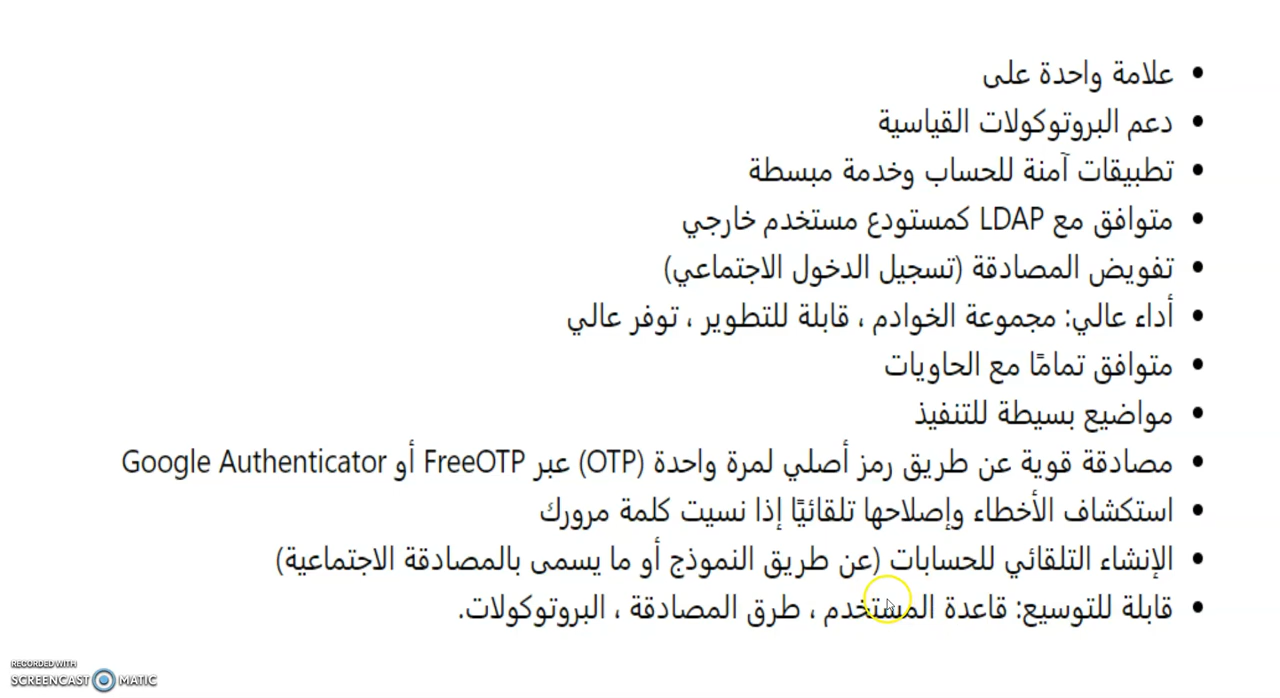 علامة واحدة على
دعم البروتوكولات القياسية
تطبيقات آمنة للحساب وخدمة مبسطة
متوافق مع LDAP كمستودع مستخدم خارجي
تفويض المصادقة (تسجيل الدخول الاجتماعي)
أداء عالي: مجموعة الخوادم ، قابلة للتطوير ، توفر عالي
متوافق تمامًا مع الحاويات
مواضيع بسيطة للتنفيذ
مصادقة قوية عن طريق رمز أصلي لمرة واحدة (OTP) عبر FreeOTP أو Google Authenticator
استكشاف الأخطاء وإصلاحها تلقائيًا إذا نسيت كلمة مرورك
الإنشاء التلقائي للحسابات (عن طريق النموذج أو ما يسمى بالمصادقة الاجتماعية)
قابلة للتوسيع: قاعدة المستخدم ، طرق المصادقة ، البروتوكولات.
RECORDED WITH
SCREENCAST MATIC